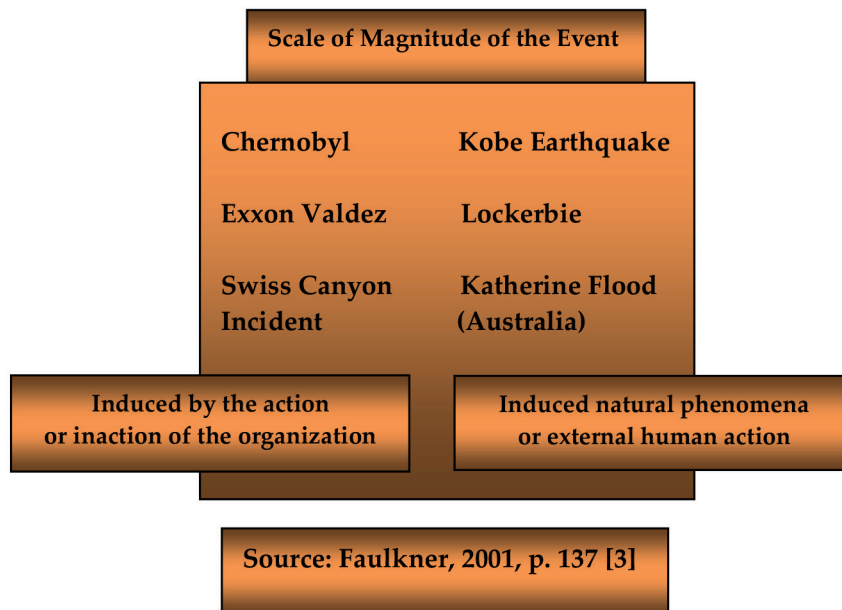 Scale of Magnitude of the Event
Chernobyl
Kobe Earthquake
Exxon Valdez
Lockerbie
Swiss Canyon
Incident
Katherine Flood
(Australia)
Induced by the action
or inaction of the organization
Induced natural phenomena
or external human action
Source: Faulkner, 2001, p. 137 [3]